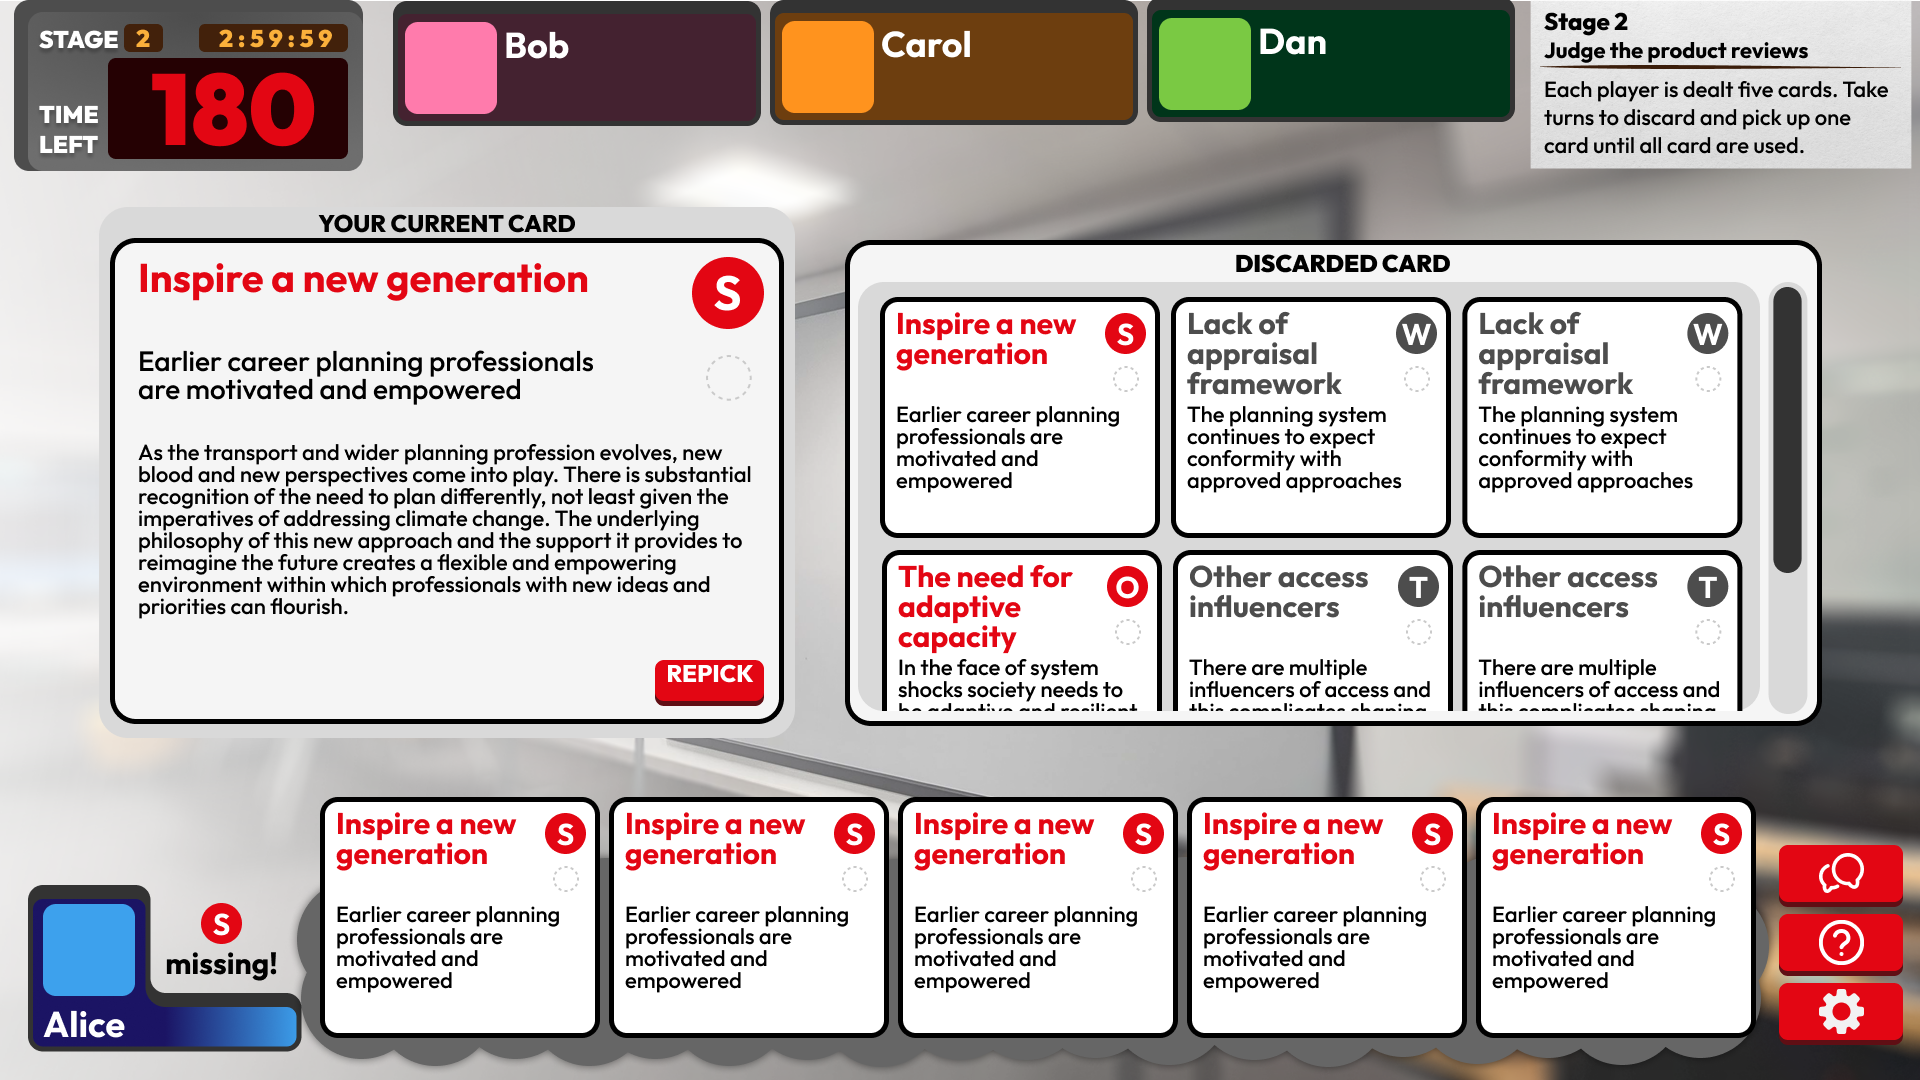 STAGE 2 2:59:59
TIME LEFT 180
Bob
Carol
Dan
Stage 2
Judge the product reviews
Each player is dealt five cards. Take
turns to discard and pick up one
card until all card are used.
YOUR CURRENT CARD
Inspire a new generation
S
Earlier career planning professionals
are motivated and empowered
As the transport and wider planning profession evolves, new
blood and new perspectives come into play. There is substantial
recognition of the need to plan differently, not least given the
imperatives of addressing climate change. The underlying
philosophy of this new approach and the support it provides to
reimagine the future creates a flexible and empowering
environment within which professionals with new ideas and
priorities can flourish.
REPICK
DISCARDED CARD
Inspire a new
generation
S
Earlier career planning
professionals are
motivated and
empowered
Lack of
appraisal
framework
W
The planning system
continues to expect
conformity with
approved approaches
Lack of
appraisal
framework
W
The planning system
continues to expect
conformity with
approved approaches
The need for
adaptive
capacity
O
In the face of system
shocks society needs to
be adaptive and resilient
Other access
influencers
T
There are multiple
influencers of access and
this complicates shaping
Other access
influencers
T
There are multiple
influencers of access and
this complicates shaping
Alice
S
missing!
Inspire a new
generation
S
Earlier career planning
professionals are
motivated and
empowered
Inspire a new
generation
S
Earlier career planning
professionals are
motivated and
empowered
Inspire a new
generation
S
Earlier career planning
professionals are
motivated and
empowered
Inspire a new
generation
S
Earlier career planning
professionals are
motivated and
empowered
Inspire a new
generation
S
Earlier career planning
professionals are
motivated and
empowered